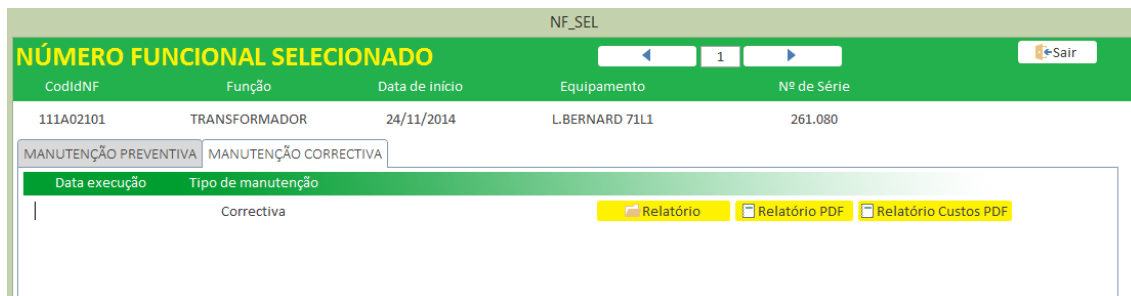 NF_SEL
NÚMERO FUNCIONAL SELECIONADO 1 Sair
CodIdNF Função Data de início Equipamento Nº de Série
111A02101 TRANSFORMADOR 24/11/2014 L.BERNARD 71L1 261.080
MANUTENÇÃO PREVENTIVA MANUTENÇÃO CORRECTIVA
Data execução Tipo de manutenção
Correctiva Relatório Relatório PDF Relatório Custos PDF